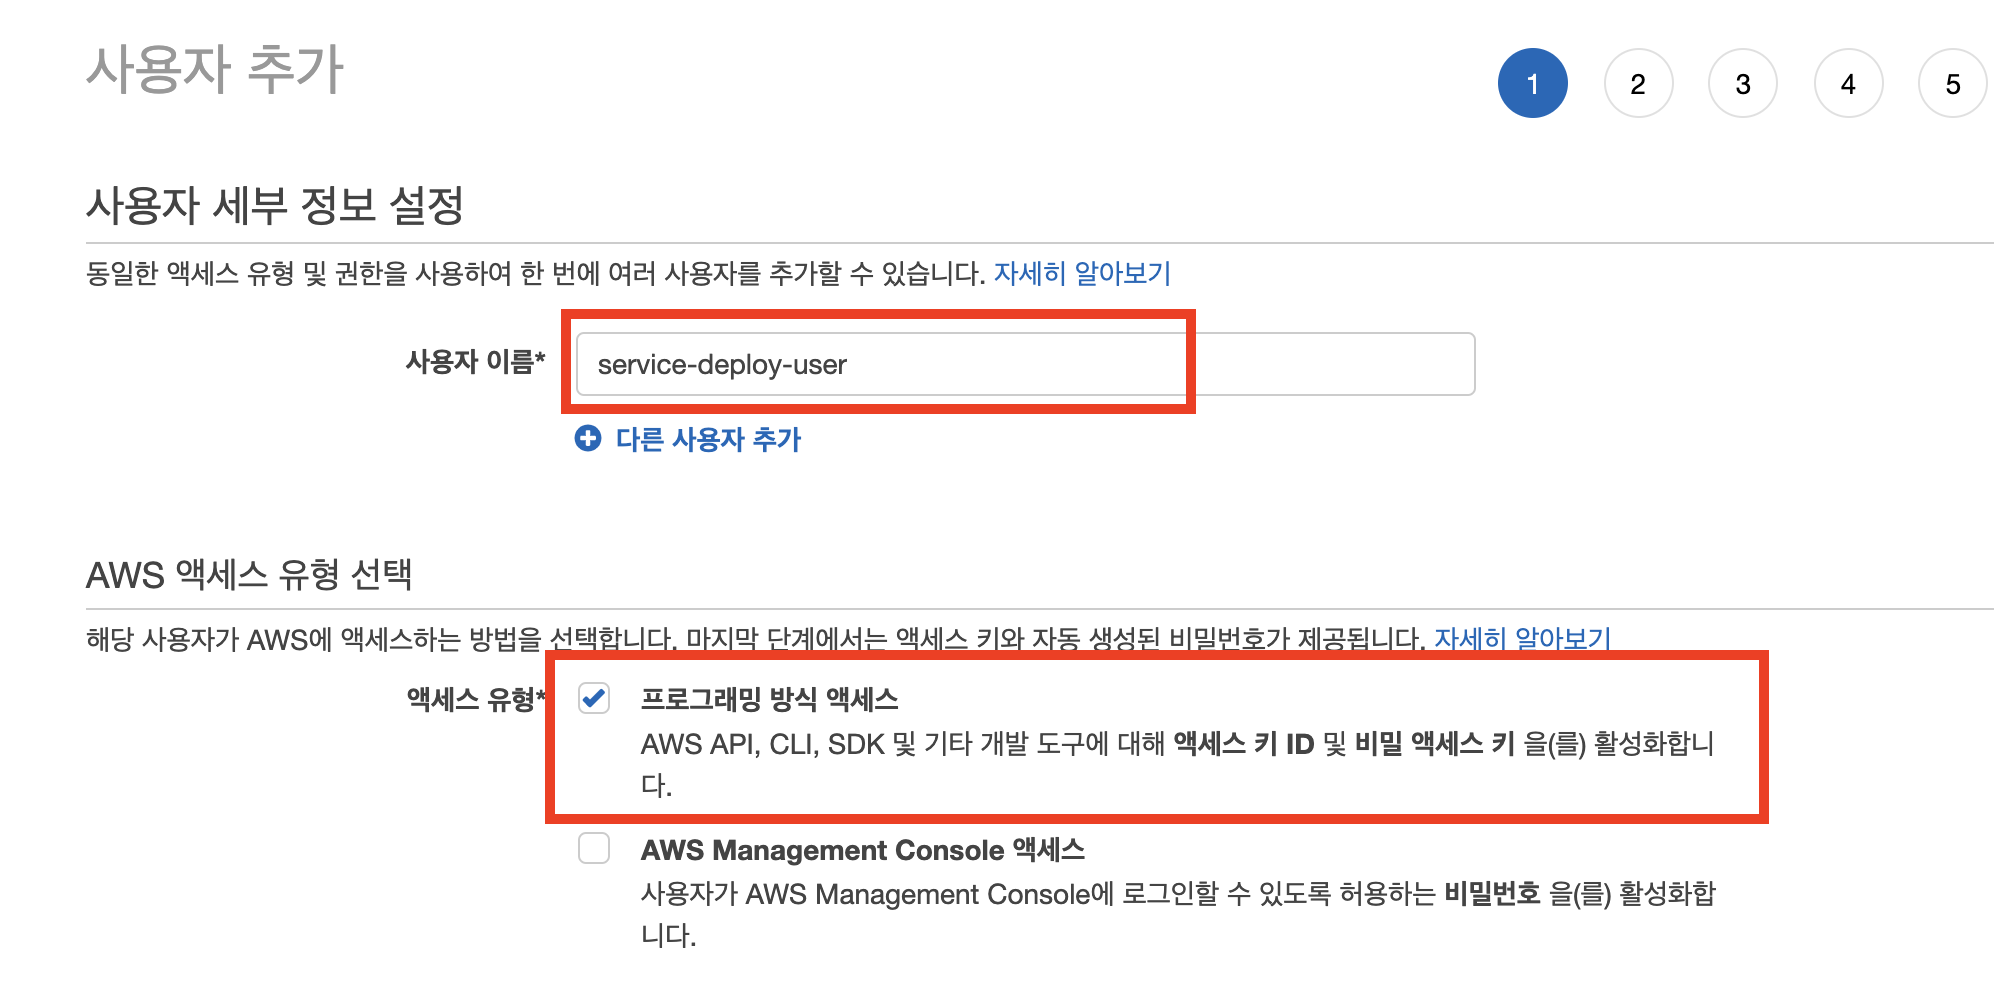 사용자 추가
1 2 3 4 5
사용자 세부 정보 설정
동일한 액세스 유형 및 권한을 사용하여 한 번에 여러 사용자를 추가할 수 있습니다. 자세히 알아보기
사용자 이름* service-deploy-user
다른 사용자 추가
AWS 액세스 유형 선택
해당 사용자가 AWS에 액세스하는 방법을 선택합니다. 마지막 단계에서는 액세스 키와 자동 생성된 비밀번호가 제공됩니다. 자세히 알아보기
액세스 유형* 프로그래밍 방식 액세스
AWS API, CLI, SDK 및 기타 개발 도구에 대해 액세스 키 ID 및 비밀 액세스 키 을(를) 활성화합니
다.
AWS Management Console 액세스
사용자가 AWS Management Console에 로그인할 수 있도록 허용하는 비밀번호 을(를) 활성화합
니다.